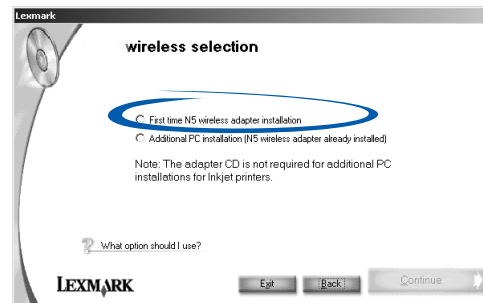 Lexmark
wireless selection
First time N5 wireless adapter installation
Additional PC installation (N5 wireless adapter already installed)
Note: The adapter CD is not required for additional PC
installations for Inkjet printers.
What option should I use?
LEXMARK
Exit
Back
Continue